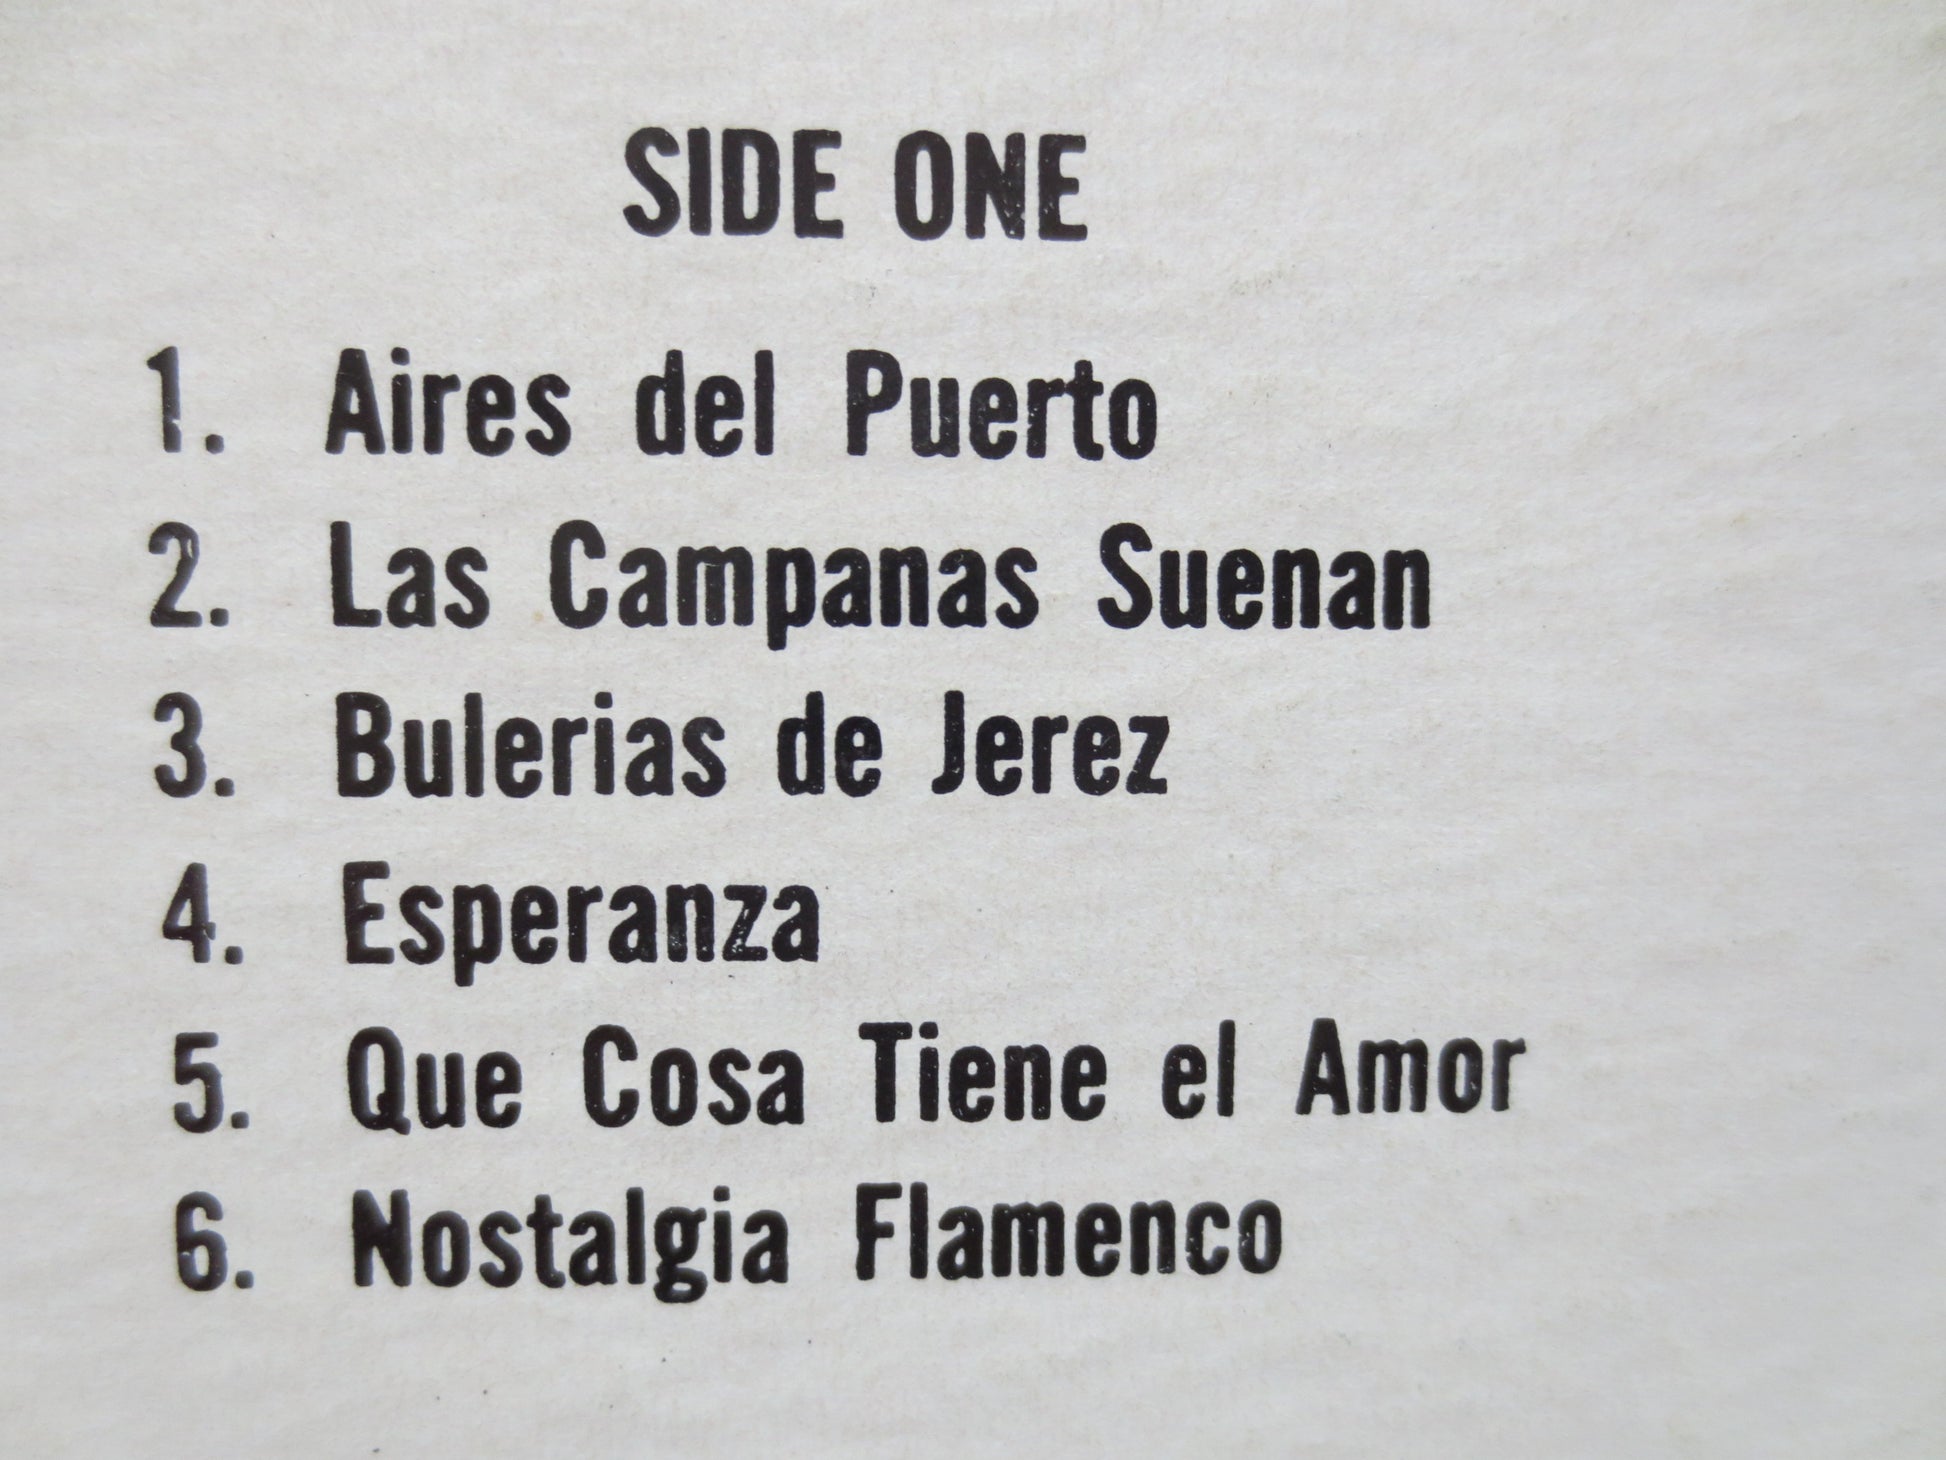 SIDE ONE
1. Aires del Puerto
2. Las Campanas Suenan
3. Bulerias de Jerez
4. Esperanza
5. Que Cosa Tiene el Amor
6. Nostalgia Flamenco